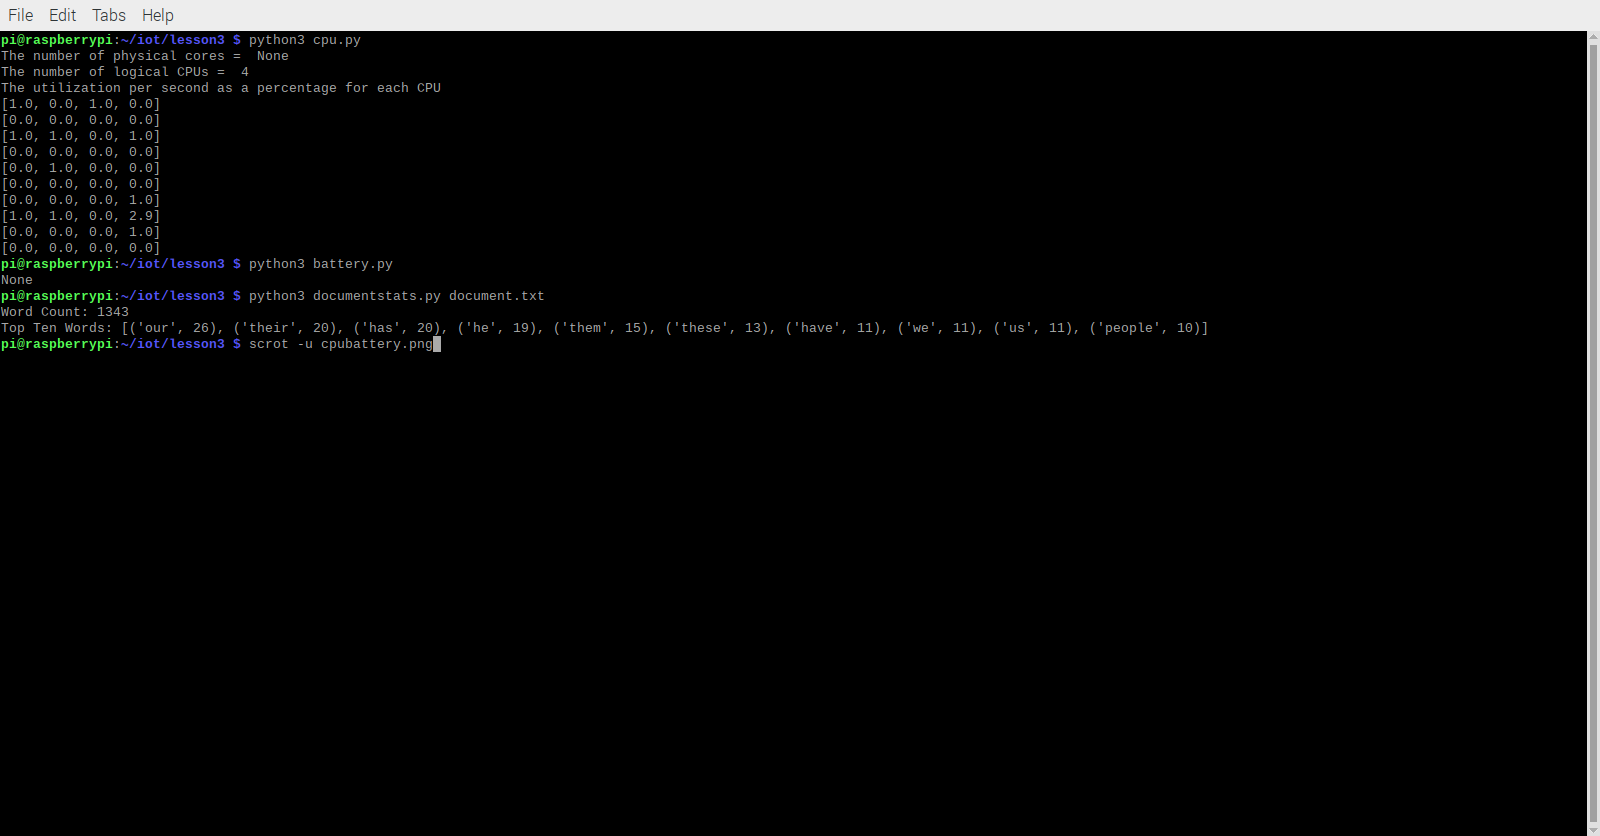 File Edit Tabs Help
pi@raspberrypi:~/iot/lesson3 $ python3 cpu.py
The number of physical cores =  None
The number of logical CPUs =  4
The utilization per second as a percentage for each CPU
[1.0, 0.0, 1.0, 0.0]
[0.0, 0.0, 0.0, 0.0]
[1.0, 1.0, 0.0, 1.0]
[0.0, 0.0, 0.0, 0.0]
[0.0, 1.0, 0.0, 0.0]
[0.0, 0.0, 0.0, 0.0]
[0.0, 0.0, 0.0, 1.0]
[1.0, 1.0, 0.0, 2.9]
[0.0, 0.0, 0.0, 1.0]
[0.0, 0.0, 0.0, 0.0]
pi@raspberrypi:~/iot/lesson3 $ python3 battery.py
None
pi@raspberrypi:~/iot/lesson3 $ python3 documentstats.py document.txt
Word Count: 1343
Top Ten Words: [('our', 26), ('their', 20), ('has', 20), ('he', 19), ('them', 15), ('these', 13), ('have', 11), ('we', 11), ('us', 11), ('people', 10)]
pi@raspberrypi:~/iot/lesson3 $ scrot -u cpubattery.png